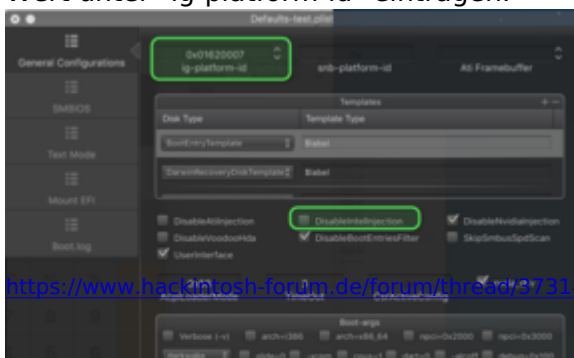 Wert unter "ig-platform-id" eintragen.
Defaults-test.plist
General Configurations
0x01620007
ig-platform-id
snb-platform-id
Ati Framebuffer
SMBIOS
Templates
Disk Type
Template Type
BootEntryTemplate
Biabel
Text Mode
DarwinRecoveryDiskTemplate
Biabel
Mount EFI
DisableAtiInjection
DisableIntelInjection
DisableNvidiaInjection
Boot.log
DisableVoodooHda
DisableBootEntriesFilter
SkipSmbusSpdScan
UserInterface
https://www.hackintosh-forum.de/forum/thread/3731
Boot-args
Verbose (-v)
arch=i386
arch=x86_64
npci=0x2000
npci=0x3000